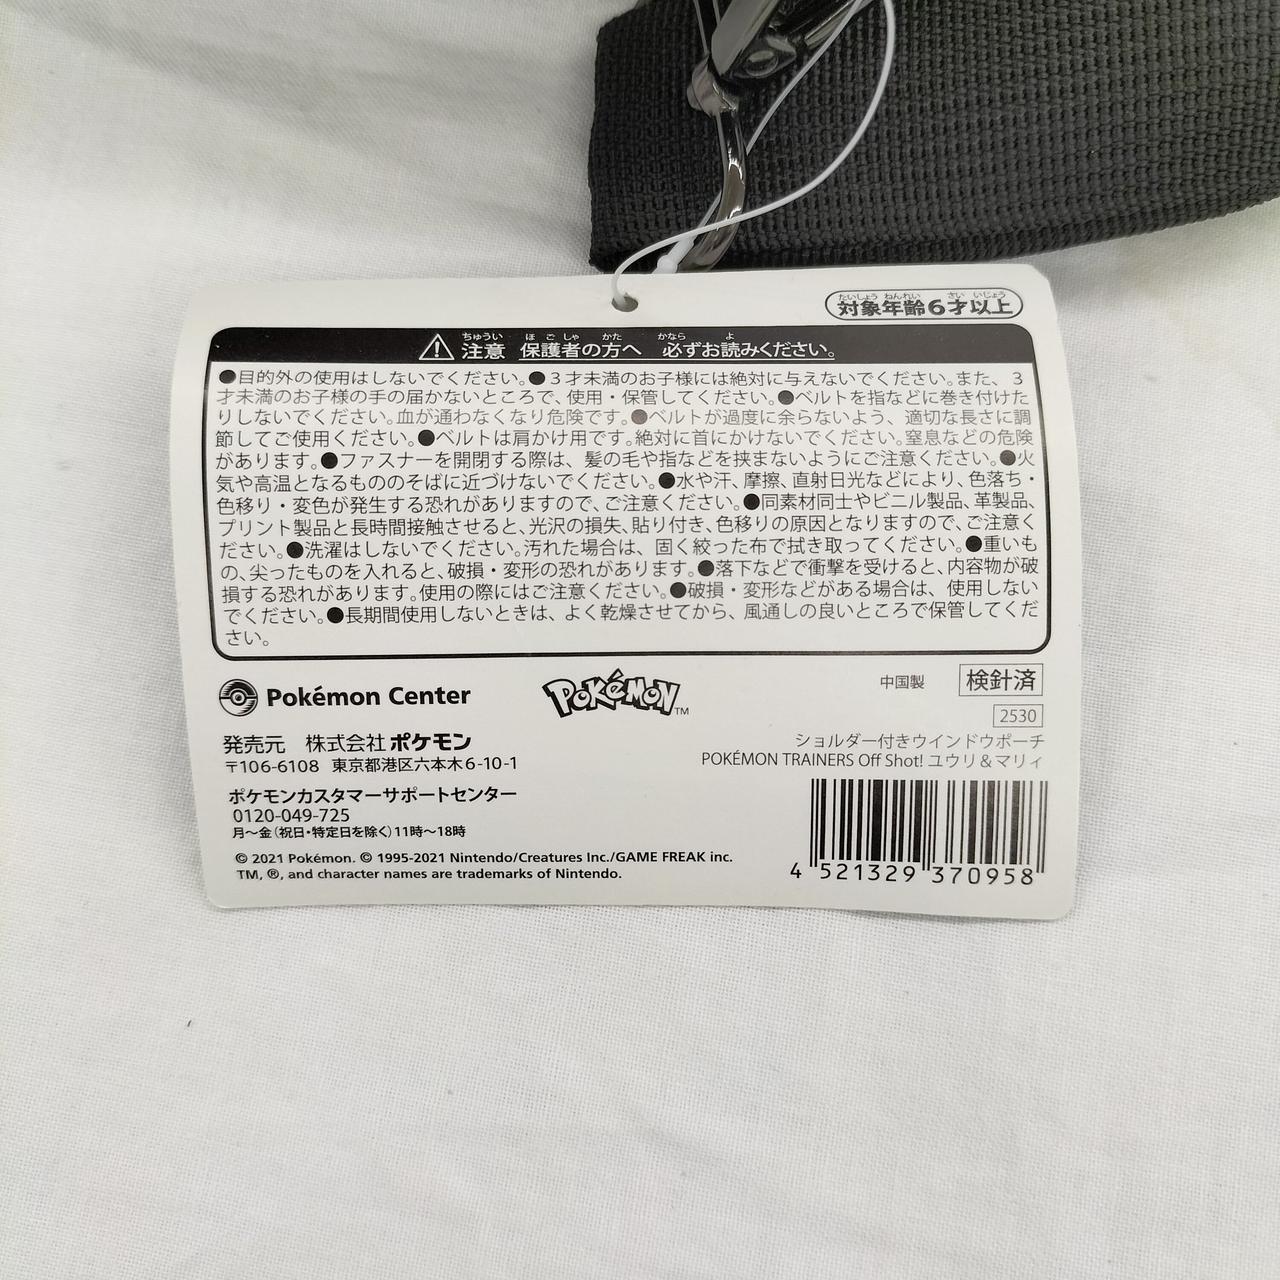 たいしょう ねんれい さい いじょう
対象年齢6才以上
ちゅうい ほごしゃ かた かなら よ
注意 保護者の方へ 必ずお読みください。
●目的外の使用はしないでください。●3才未満のお子様には絶対に与えないでください。また、3
才未満のお子様の手の届かないところで、使用・保管してください。●ベルトを指などに巻き付けた
りしないでください。血が通わなくなり危険です。●ベルトが過度に余らないよう、適切な長さに調
節してご使用ください。●ベルトは肩かけ用です。絶対に首にかけないでください。窒息などの危険
があります。●ファスナーを開閉する際は、髪の毛や指などを挟まないようにご注意ください。●火
気や高温となるもののそばに近づけないでください。●水や汗、摩擦、直射日光などにより、色落ち・
色移り・変色が発生する恐れがありますので、ご注意ください。●同素材同士やビニル製品、革製品、
プリント製品と長時間接触させると、光沢の損失、貼り付き、色移りの原因となりますので、ご注意く
ださい。●洗濯はしないでください。汚れた場合は、固く絞った布で拭き取ってください。●重いも
の、尖ったものを入れると、破損・変形の恐れがあります。●落下などで衝撃を受けると、内容物が破
損する恐れがあります。使用の際にはご注意ください。●破損・変形などがある場合は、使用しない
でください。●長期間使用しないときは、よく乾燥させてから、風通しの良いところで保管してくだ
さい。
Pokémon Center
POKéMON™
中国製
検針済
2530
発売元 株式会社ポケモン
〒106-6108 東京都港区六本木6-10-1
ショルダー付きウインドウポーチ
POKÉMON TRAINERS Off Shot! ユウリ&マリィ
ポケモンカスタマーサポートセンター
0120-049-725
月～金(祝日・特定日を除く)11時～18時
© 2021 Pokémon. © 1995-2021 Nintendo/Creatures Inc./GAME FREAK inc.
TM, ®, and character names are trademarks of Nintendo.
4 521329 370958